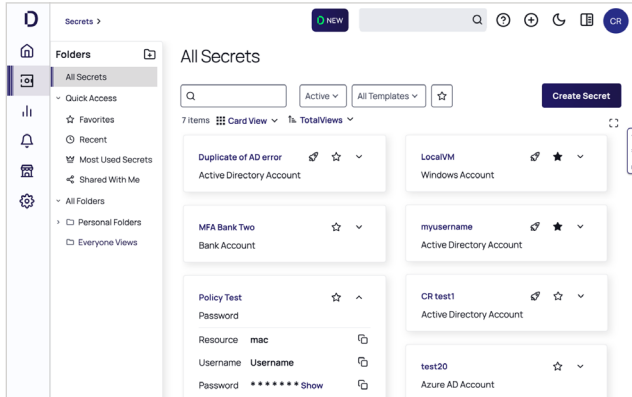 Secrets >
NEW
CR
Folders
All Secrets
Quick Access
Favorites
Recent
Most Used Secrets
Shared With Me
All Folders
Personal Folders
Everyone Views
All Secrets
Active
All Templates
Create Secret
7 items
Card View
TotalViews
Duplicate of AD error
Active Directory Account
LocalVM
Windows Account
MFA Bank Two
Bank Account
myusername
Active Directory Account
Policy Test
Password
Resource mac
Username Username
Password * * * * * * * Show
CR test1
Active Directory Account
test20
Azure AD Account